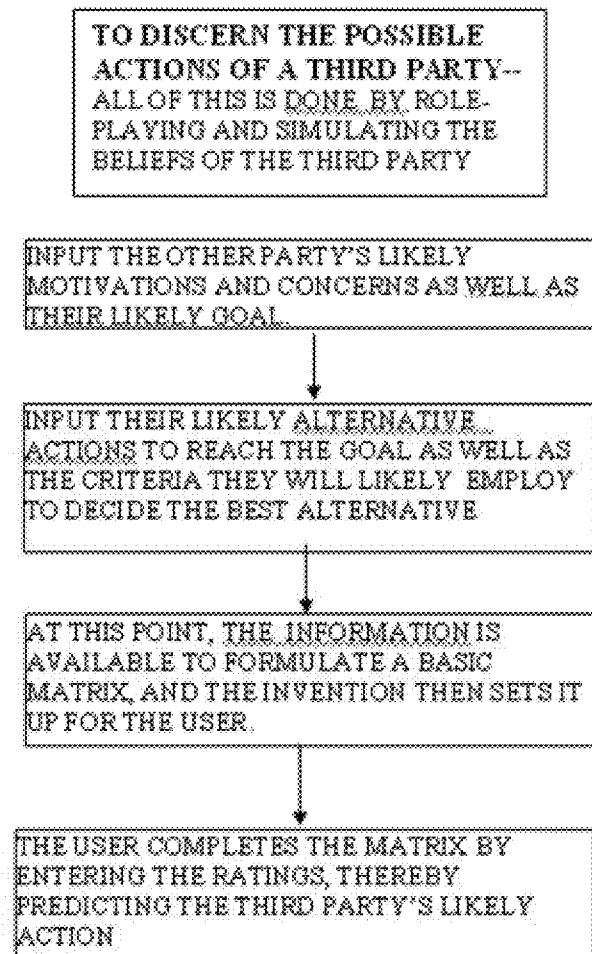 TO DISCERN THE POSSIBLE
ACTIONS OF A THIRD PARTY--
ALL OF THIS IS DONE BY ROLE-
PLAYING AND SIMULATING THE
BELIEFS OF THE THIRD PARTY
INPUT THE OTHER PARTY'S LIKELY
MOTIVATIONS AND CONCERNS AS WELL AS
THEIR LIKELY GOAL.
INPUT THEIR LIKELY ALTERNATIVE
ACTIONS TO REACH THE GOAL AS WELL AS
THE CRITERIA THEY WILL LIKELY EMPLOY
TO DECIDE THE BEST ALTERNATIVE
AT THIS POINT, THE INFORMATION IS
AVAILABLE TO FORMULATE A BASIC
MATRIX, AND THE INVENTION THEN SETS IT
UP FOR THE USER.
THE USER COMPLETES THE MATRIX BY
ENTERING THE RATINGS, THEREBY
PREDICTING THE THIRD PARTY'S LIKELY
ACTION